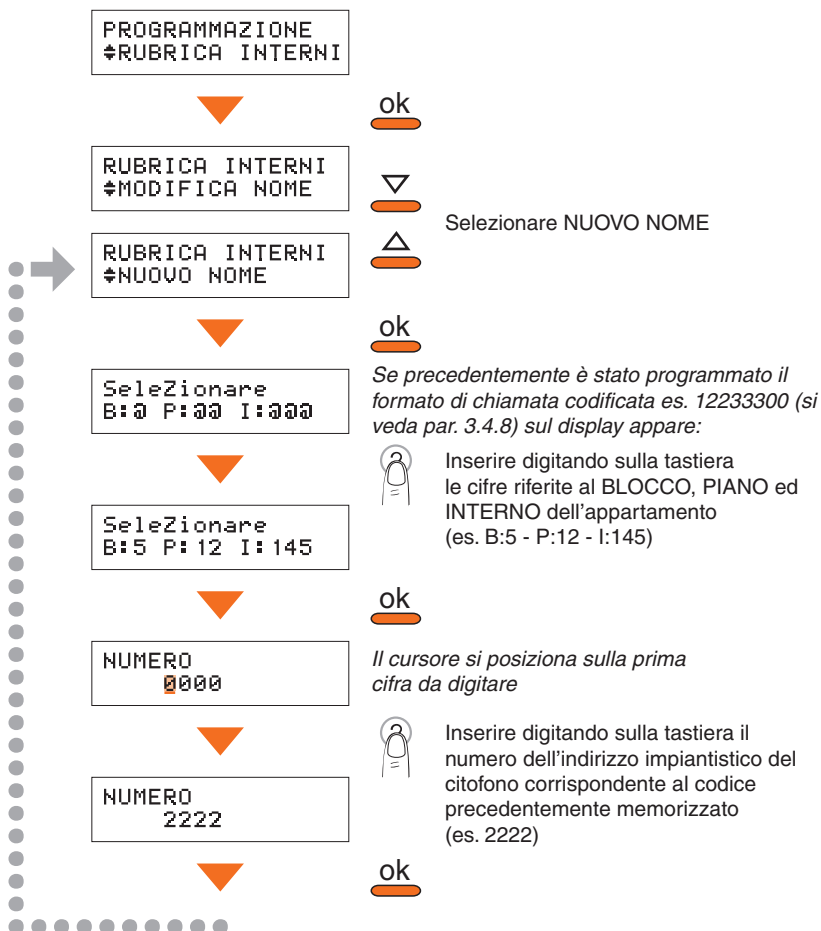 PROGRAMMAZIONE
RUBRICA INTERNI
ok
RUBRICA INTERNI
MODIFICA NOME
Selezionare NUOVO NOME
RUBRICA INTERNI
NUOVO NOME
ok
SeleZionare
B:0 P:00 I:000
Se precedentemente è stato programmato il
formato di chiamata codificata es. 12233300 (si
veda par. 3.4.8) sul display appare:
Inserire digitando sulla tastiera
le cifre riferite al BLOCCO, PIANO ed
INTERNO dell'appartamento
(es. B:5 - P:12 - I:145)
SeleZionare
B:5 P:12 I:145
ok
NUMERO
0000
Il cursore si posiziona sulla prima
cifra da digitare
Inserire digitando sulla tastiera il
numero dell'indirizzo impiantistico del
citofono corrispondente al codice
precedentemente memorizzato
(es. 2222)
NUMERO
2222
ok